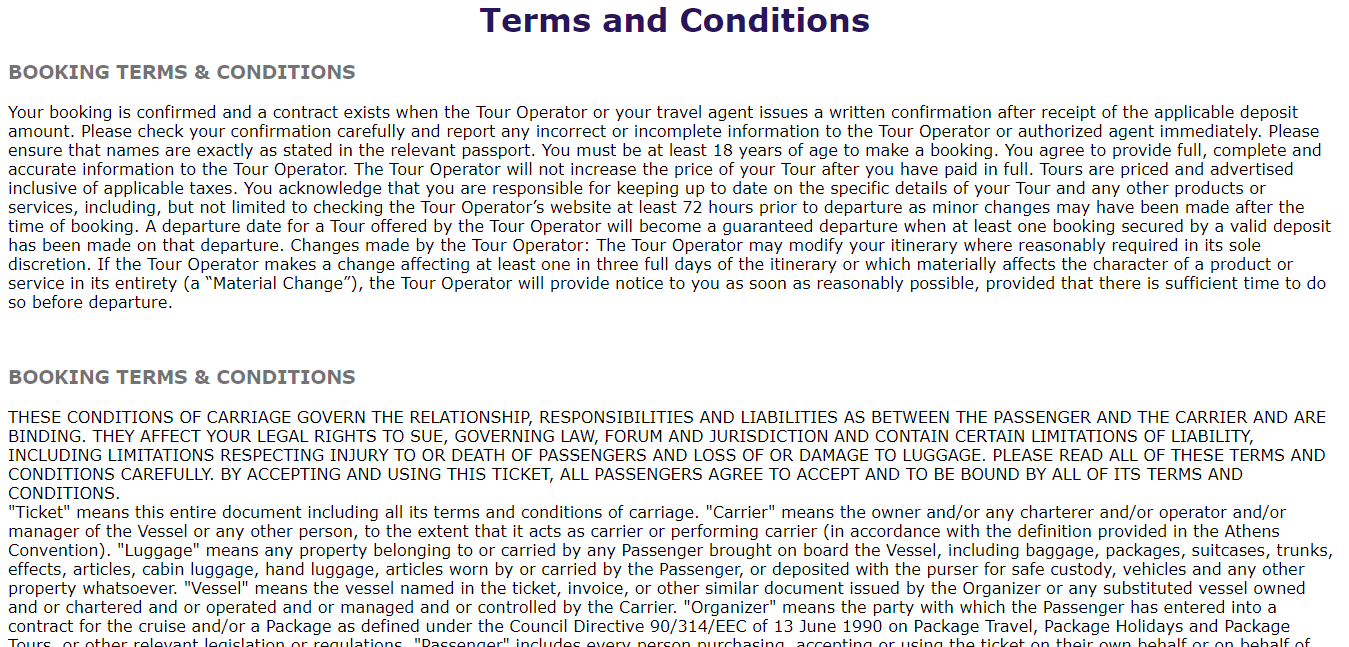 Terms and Conditions
BOOKING TERMS & CONDITIONS
Your booking is confirmed and a contract exists when the Tour Operator or your travel agent issues a written confirmation after receipt of the applicable deposit
amount. Please check your confirmation carefully and report any incorrect or incomplete information to the Tour Operator or authorized agent immediately. Please
ensure that names are exactly as stated in the relevant passport. You must be at least 18 years of age to make a booking. You agree to provide full, complete and
accurate information to the Tour Operator. The Tour Operator will not increase the price of your Tour after you have paid in full. Tours are priced and advertised
inclusive of applicable taxes. You acknowledge that you are responsible for keeping up to date on the specific details of your Tour and any other products or
services, including, but not limited to checking the Tour Operator’s website at least 72 hours prior to departure as minor changes may have been made after the
time of booking. A departure date for a Tour offered by the Tour Operator will become a guaranteed departure when at least one booking secured by a valid deposit
has been made on that departure. Changes made by the Tour Operator: The Tour Operator may modify your itinerary where reasonably required in its sole
discretion. If the Tour Operator makes a change affecting at least one in three full days of the itinerary or which materially affects the character of a product or
service in its entirety (a “Material Change”), the Tour Operator will provide notice to you as soon as reasonably possible, provided that there is sufficient time to do
so before departure.
BOOKING TERMS & CONDITIONS
THESE CONDITIONS OF CARRIAGE GOVERN THE RELATIONSHIP, RESPONSIBILITIES AND LIABILITIES AS BETWEEN THE PASSENGER AND THE CARRIER AND ARE
BINDING. THEY AFFECT YOUR LEGAL RIGHTS TO SUE, GOVERNING LAW, FORUM AND JURISDICTION AND CONTAIN CERTAIN LIMITATIONS OF LIABILITY,
INCLUDING LIMITATIONS RESPECTING INJURY TO OR DEATH OF PASSENGERS AND LOSS OF OR DAMAGE TO LUGGAGE. PLEASE READ ALL OF THESE TERMS AND
CONDITIONS CAREFULLY. BY ACCEPTING AND USING THIS TICKET, ALL PASSENGERS AGREE TO ACCEPT AND TO BE BOUND BY ALL OF ITS TERMS AND
CONDITIONS.
"Ticket" means this entire document including all its terms and conditions of carriage. "Carrier" means the owner and/or any charterer and/or operator and/or
manager of the Vessel or any other person, to the extent that it acts as carrier or performing carrier (in accordance with the definition provided in the Athens
Convention). "Luggage" means any property belonging to or carried by any Passenger brought on board the Vessel, including baggage, packages, suitcases, trunks,
effects, articles, cabin luggage, hand luggage, articles worn by or carried by the Passenger, or deposited with the purser for safe custody, vehicles and any other
property whatsoever. "Vessel" means the vessel named in the ticket, invoice, or other similar document issued by the Organizer or any substituted vessel owned
and or chartered and or operated and or managed and or controlled by the Carrier. "Organizer" means the party with which the Passenger has entered into a
contract for the cruise and/or a Package as defined under the Council Directive 90/314/EEC of 13 June 1990 on Package Travel, Package Holidays and Package
Tours, or other relevant legislation or regulations. "Passenger" includes every person purchasing, accepting or using the ticket on their own behalf or on behalf of